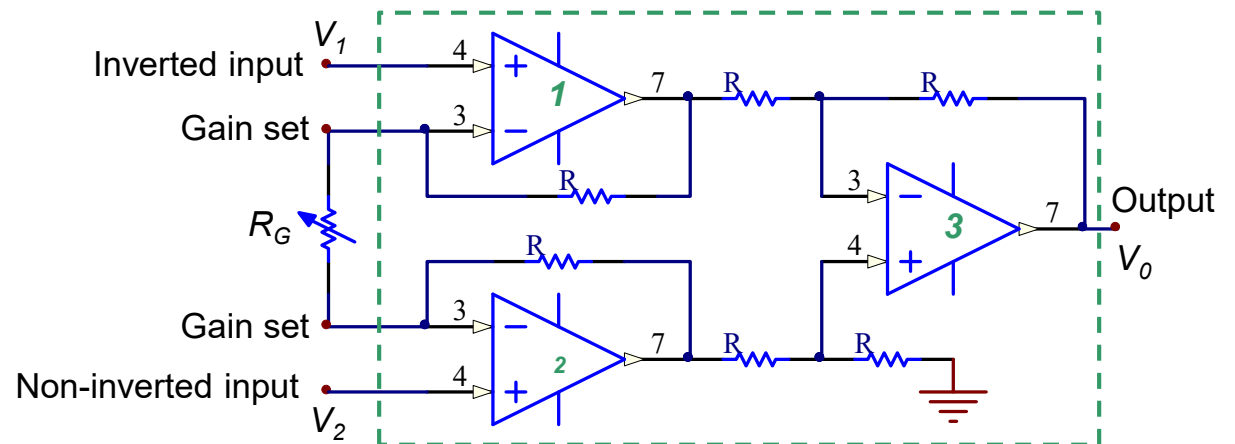 V1
Inverted input
4
+
1
7
R
R
Gain set
3
−
R
3
−
RG
R
3
7
Output
4
+
V0
Gain set
3
−
2
7
R
R
Non-inverted input
4
+
V2